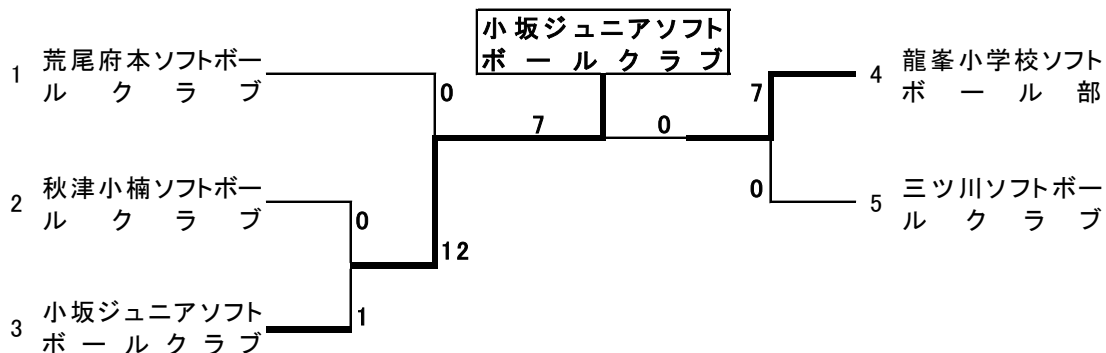 小坂ジュニアソフト
ボールクラブ
1 荒尾府本ソフトボー
ルクラブ
0
7
0
7
4 龍峯小学校ソフト
ボール部
2 秋津小楠ソフトボー
ルクラブ
0
12
0
5 三ツ川ソフトボー
ルクラブ
3 小坂ジュニアソフト
ボールクラブ
1